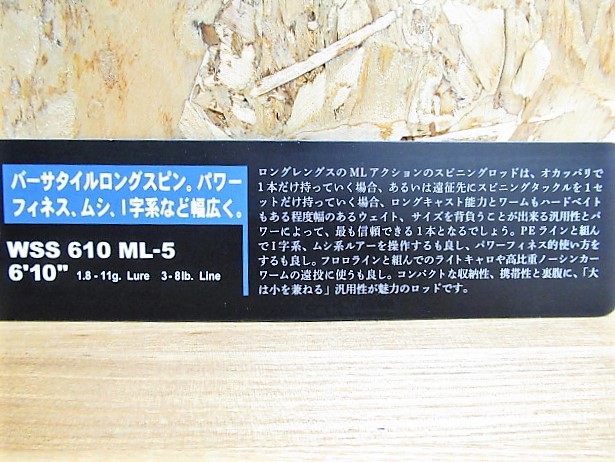 バーサタイルロングスピン。パワー
フィネス、ムシ、I字系など幅広く。
WSS 610 ML-5
6'10" 1.8-11g. Lure 3-8lb. Line
ロングレングスのMLアクションのスピニングロッドは、オカッパリで
1本だけ持っていく場合、あるいは遠征先にスピニングタックルを1セ
ットだけ持っていく場合、ロングキャスト能力とワームもハードベイト
もある程度幅のあるウェイト、サイズを背負うことが出来る汎用性とパ
ワーによって、最も信頼できる1本となるでしょう。PEラインと組ん
でI字系、ムシ系ルアーを操作するも良し、パワーフィネス的使い方を
するも良し。フロロラインと組んでのライトキャロや高比重ノーシンカー
ワームの遠投に使うも良し。コンパクトな収納性、携帯性と裏腹に、「大
は小を兼ねる」汎用性が魅力のロッドです。